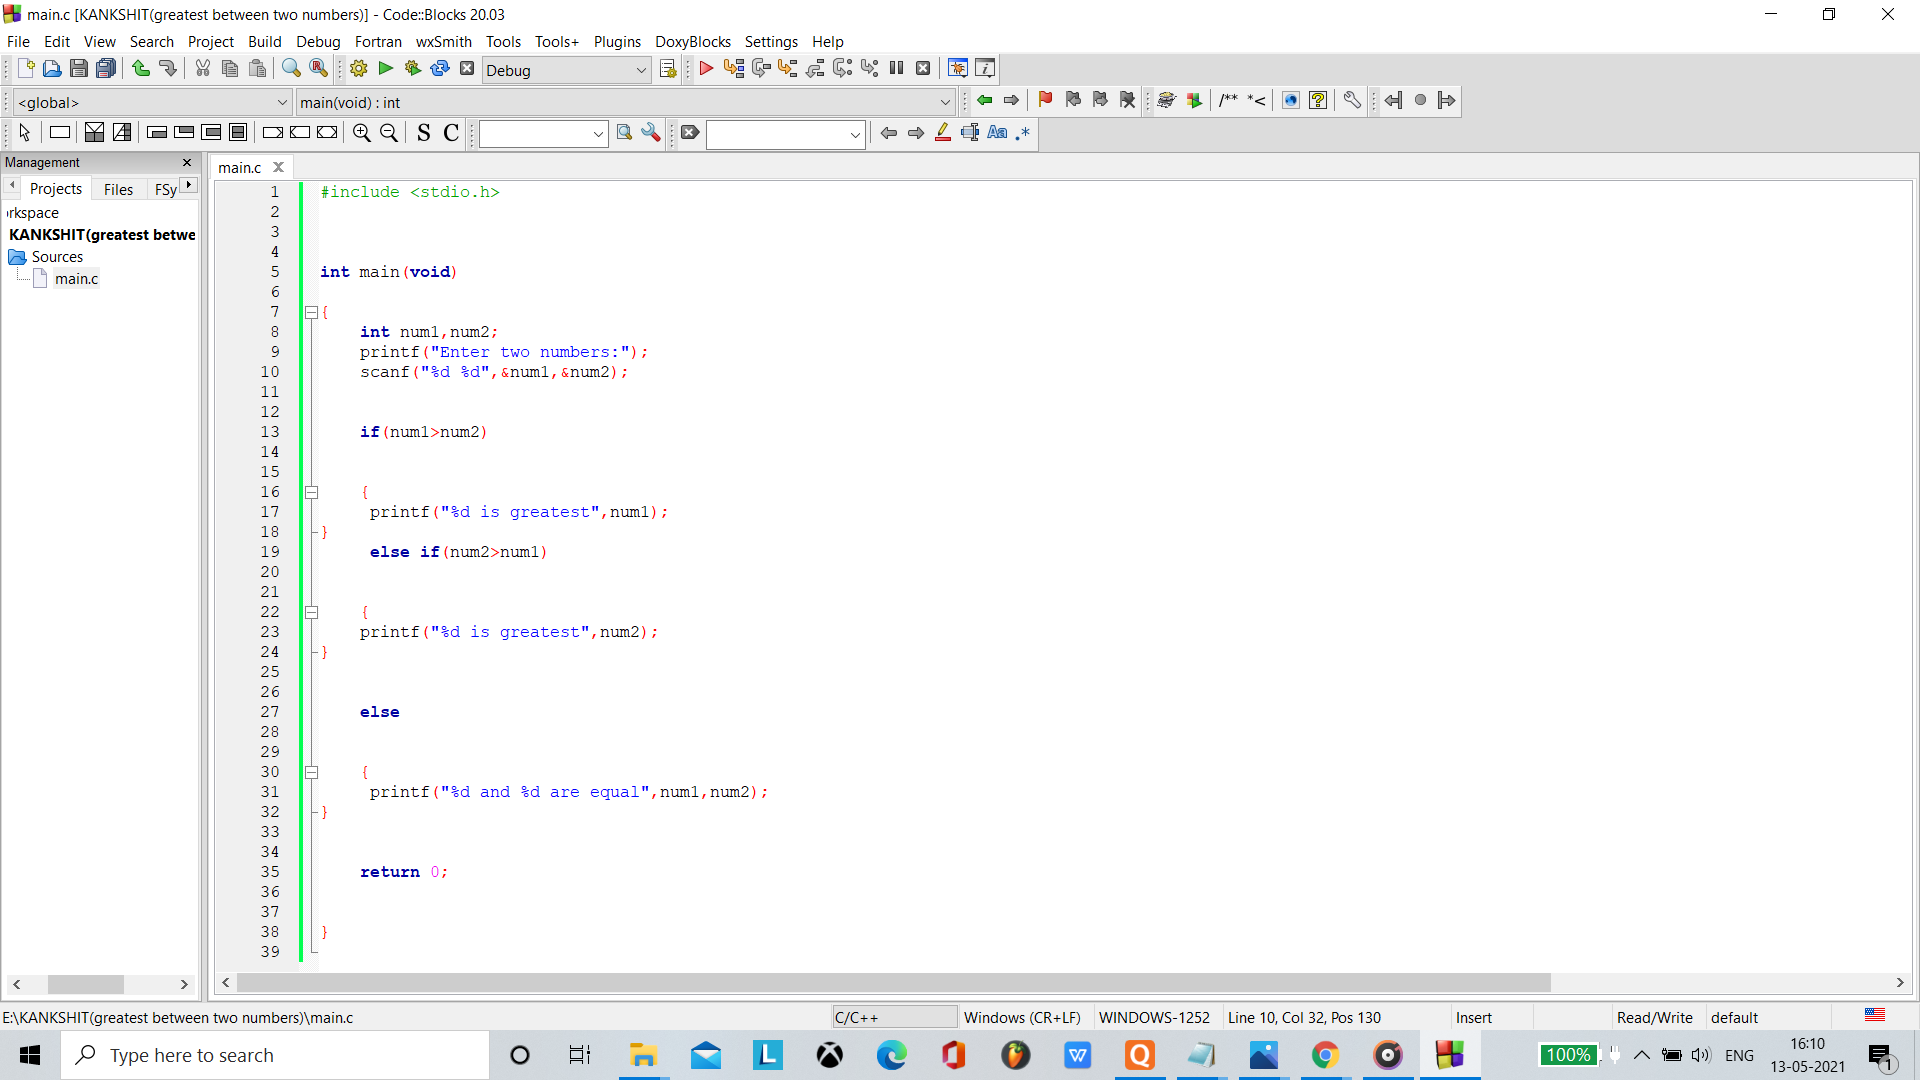 main.c [KANKSHIT(greatest between two numbers)] - Code::Blocks 20.03
File Edit View Search Project Build Debug Fortran wxSmith Tools Tools+ Plugins DoxyBlocks Settings Help
Debug
<global> main(void) : int
/** *<
S C Aa .*
Management
main.c
Projects Files FSy
rkspace
KANKSHIT(greatest betwe
Sources
main.c
1 #include <stdio.h>
2
3
4
5 int main(void)
6
7 {
8 int num1,num2;
9 printf("Enter two numbers:");
10 scanf("%d %d",&num1,&num2);
11
12
13 if(num1>num2)
14
15
16 {
17 printf("%d is greatest",num1);
18 }
19 else if(num2>num1)
20
21
22 {
23 printf("%d is greatest",num2);
24 }
25
26
27 else
28
29
30 {
31 printf("%d and %d are equal",num1,num2);
32 }
33
34
35 return 0;
36
37
38 }
39
E:\KANKSHIT(greatest between two numbers)\main.c C/C++ Windows (CR+LF) WINDOWS-1252 Line 10, Col 32, Pos 130 Insert Read/Write default
Type here to search
L W Q
100% ENG 16:10
13-05-2021
1